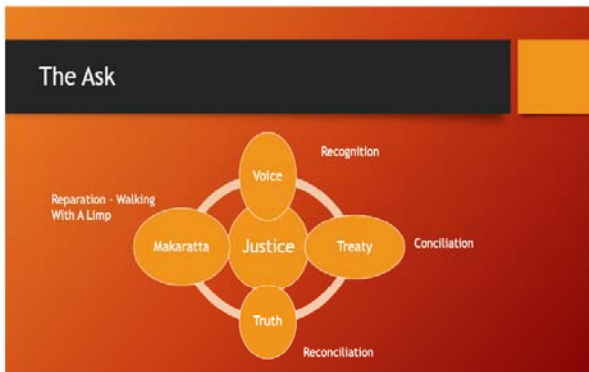 The Ask
Recognition
Voice
Reparation - Walking
With A Limp
Makaratta
Justice
Treaty
Conciliation
Truth
Reconciliation